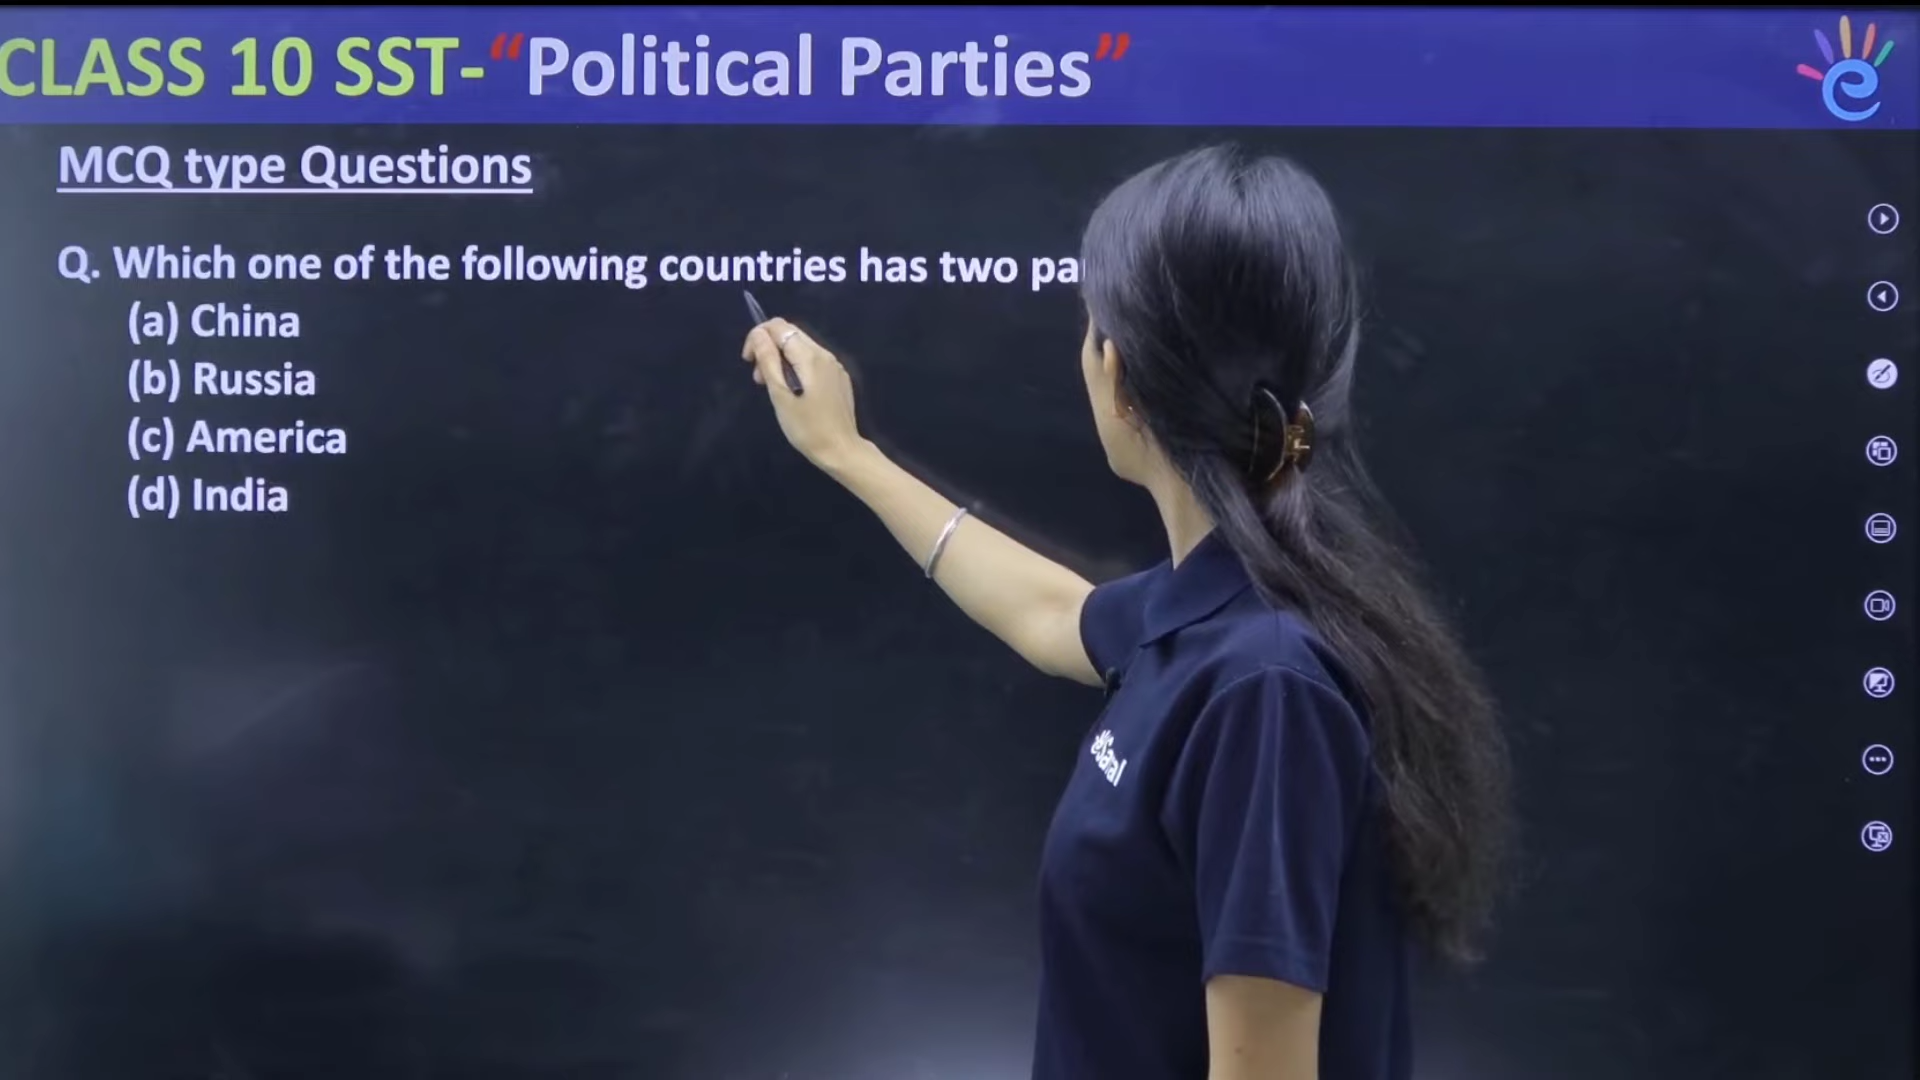 CLASS 10 SST-“Political Parties”
MCQ type Questions
Q. Which one of the following countries has two
(a) China
(b) Russia
(c) America
(d) India
eSaral